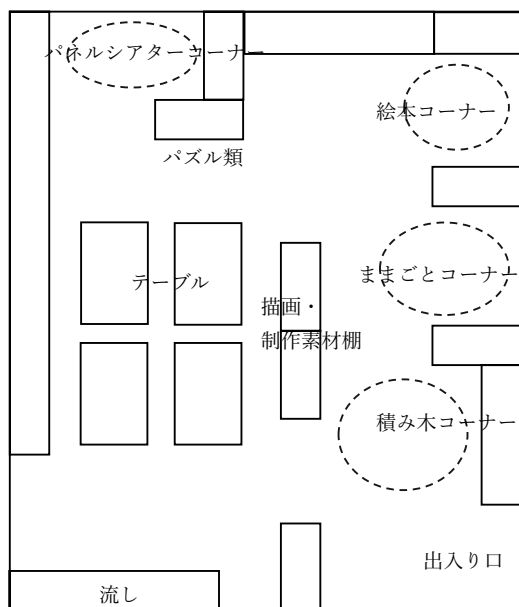 パネルシアターコーナー
絵本コーナー
パズル類
ままごとコーナー
テーブル
描画・
制作素材棚
積み木コーナー
出入り口
流し